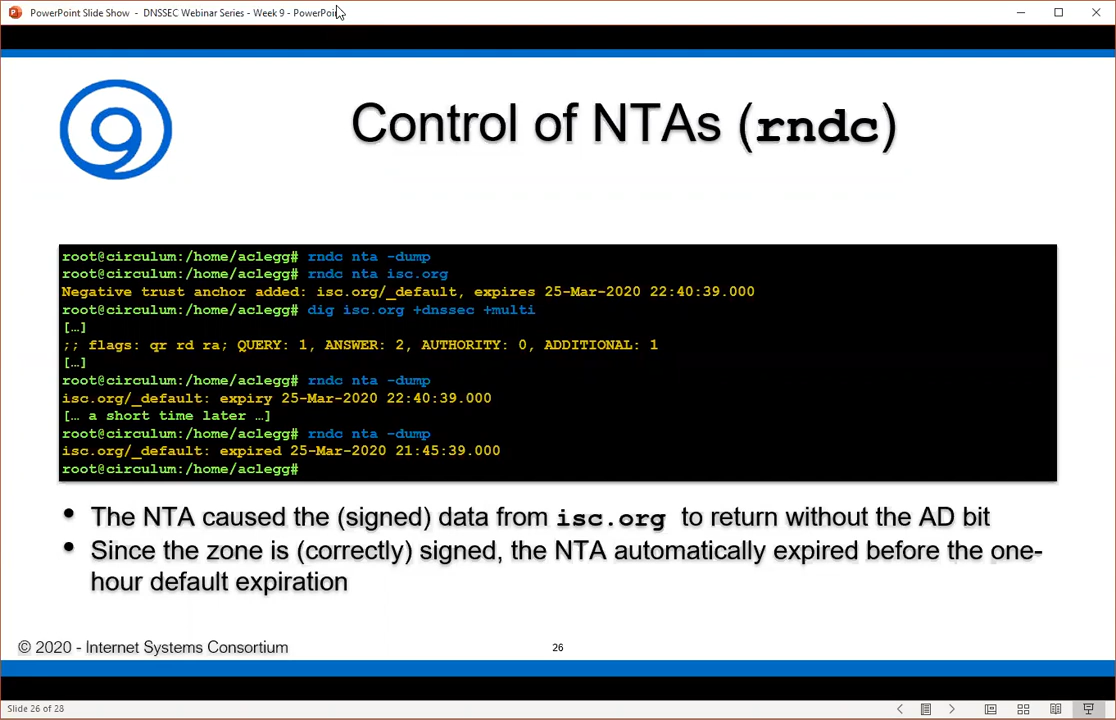 PowerPoint Slide Show - DNSSEC Webinar Series - Week 9 - PowerPoint
9
Control of NTAs (rndc)
root@circulum:/home/aclegg# rndc nta -dump
root@circulum:/home/aclegg# rndc nta isc.org
Negative trust anchor added: isc.org/_default, expires 25-Mar-2020 22:40:39.000
root@circulum:/home/aclegg# dig isc.org +dnssec +multi
[…]
;; flags: qr rd ra; QUERY: 1, ANSWER: 2, AUTHORITY: 0, ADDITIONAL: 1
[…]
root@circulum:/home/aclegg# rndc nta -dump
isc.org/_default: expiry 25-Mar-2020 22:40:39.000
[… a short time later …]
root@circulum:/home/aclegg# rndc nta -dump
isc.org/_default: expired 25-Mar-2020 21:45:39.000
root@circulum:/home/aclegg#
• The NTA caused the (signed) data from isc.org to return without the AD bit
• Since the zone is (correctly) signed, the NTA automatically expired before the one-
hour default expiration
© 2020 - Internet Systems Consortium
26
Slide 26 of 28